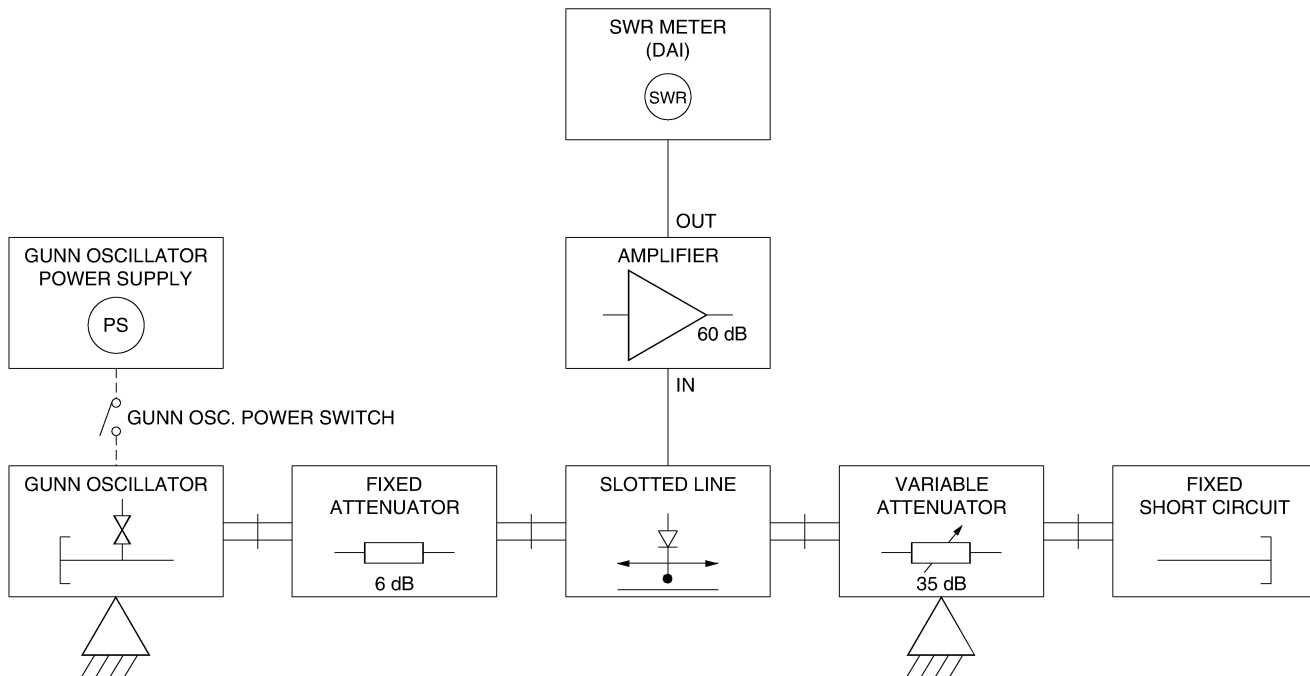 SWR METER
(DAI)
SWR
OUT
GUNN OSCILLATOR
POWER SUPPLY
PS
AMPLIFIER
60 dB
IN
GUNN OSC. POWER SWITCH
GUNN OSCILLATOR
FIXED
ATTENUATOR
6 dB
SLOTTED LINE
VARIABLE
ATTENUATOR
35 dB
FIXED
SHORT CIRCUIT